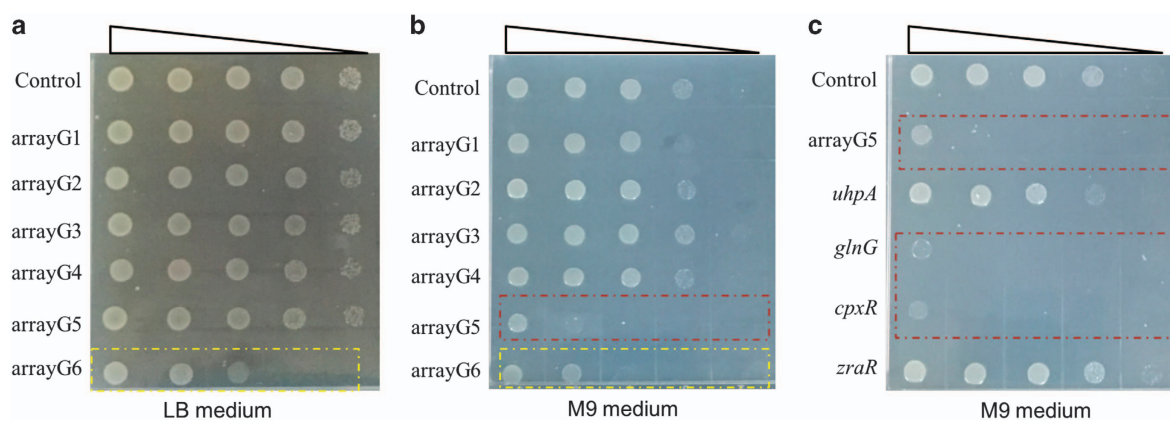 a
Control
arrayG1
arrayG2
arrayG3
arrayG4
arrayG5
arrayG6
LB medium
b
Control
arrayG1
arrayG2
arrayG3
arrayG4
arrayG5
arrayG6
M9 medium
c
Control
arrayG5
uhpA
glnG
cpxR
zraR
M9 medium